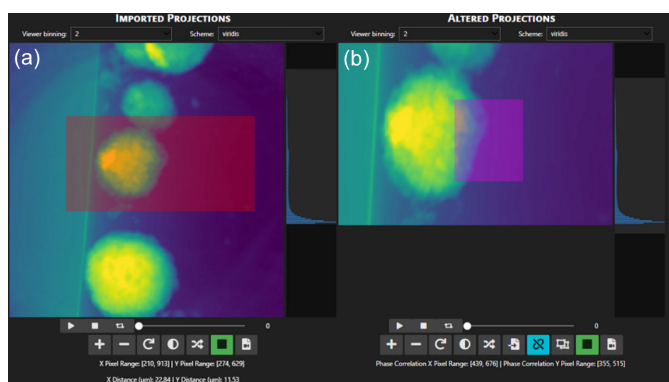 IMPORTED PROJECTIONS
Viewer binning: 2 Scheme: viridis
(a)
0
X Pixel Range: [210, 913] | Y Pixel Range: [274, 629]
X Distance (μm): 22.84 | Y Distance (μm): 11.53
ALTERED PROJECTIONS
Viewer binning: 2 Scheme: viridis
(b)
0
Phase Correlation X Pixel Range: [439, 676] | Phase Correlation Y Pixel Range: [355, 515]